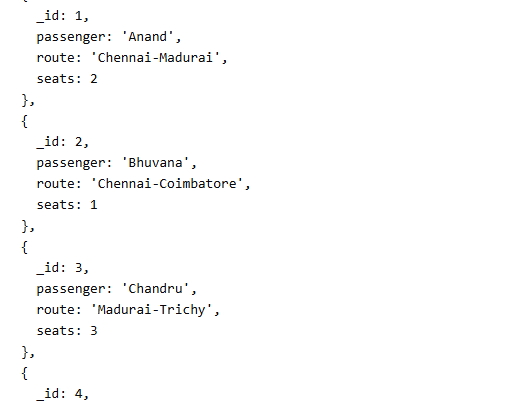 {
_id: 1,
passenger: 'Anand',
route: 'Chennai-Madurai',
seats: 2
},
{
_id: 2,
passenger: 'Bhuvana',
route: 'Chennai-Coimbatore',
seats: 1
},
{
_id: 3,
passenger: 'Chandru',
route: 'Madurai-Trichy',
seats: 3
},
{
_id: 4,